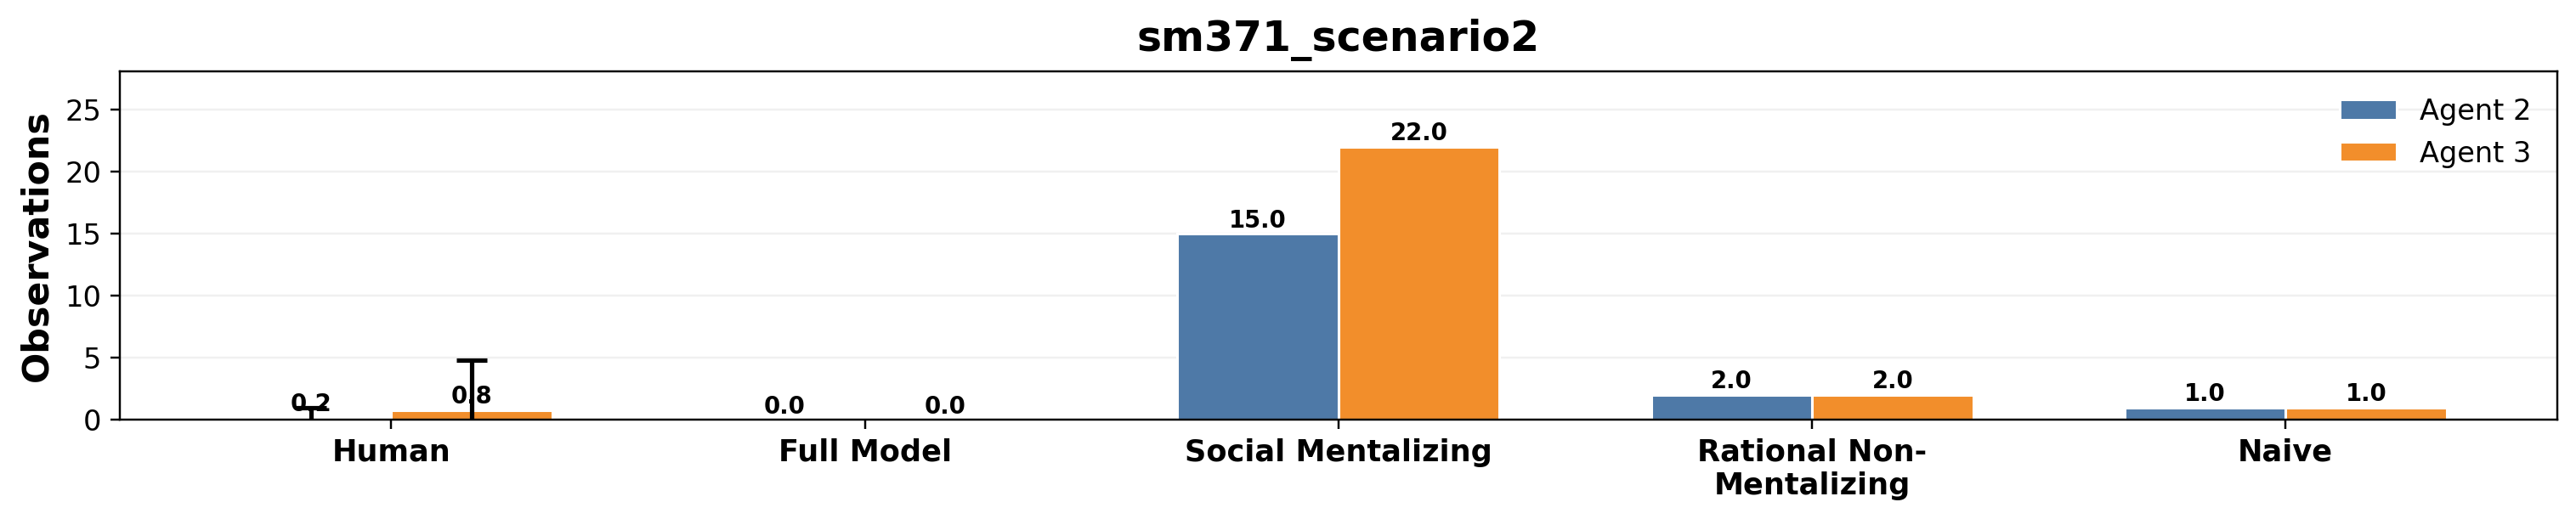 sm371_scenario2
Observations
25
20
15
10
5
0
Agent 2
Agent 3
0.2
0.8
0.0
0.0
15.0
22.0
2.0
2.0
1.0
1.0
Human
Full Model
Social Mentalizing
Rational Non-
Mentalizing
Naive